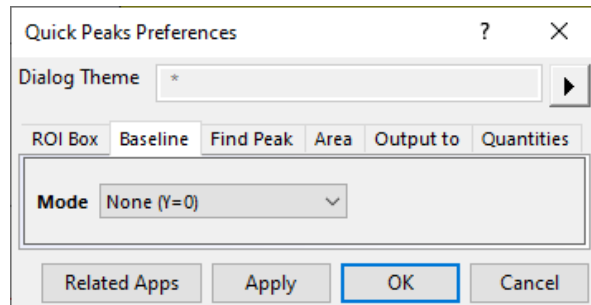 Quick Peaks Preferences ? ×
Dialog Theme *
ROI Box Baseline Find Peak Area Output to Quantities
Mode None (Y=0)
Related Apps Apply OK Cancel